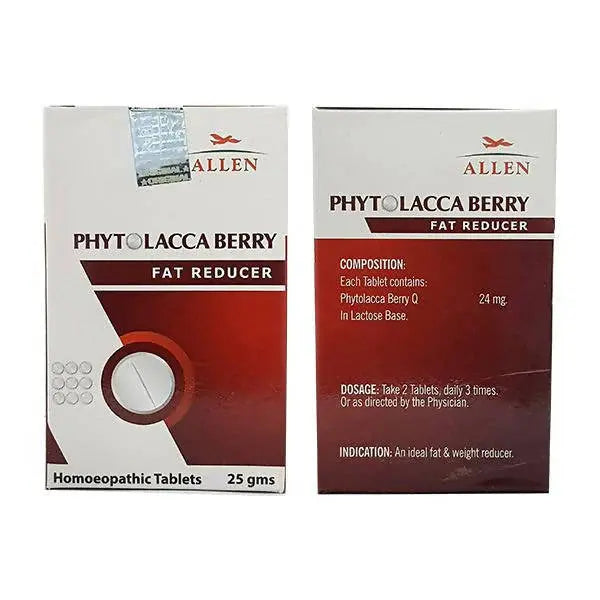 ORIGINAL
ALLEN
PHYTOLACCA BERRY
FAT REDUCER
Homoeopathic Tablets 25 gms
ALLEN
PHYTOLACCA BERRY
FAT REDUCER
COMPOSITION:
Each Tablet contains:
Phytolacca Berry Q 24 mg.
In Lactose Base.
DOSAGE: Take 2 Tablets, daily 3 times.
Or as directed by the Physician.
INDICATION: An ideal fat & weight reducer.